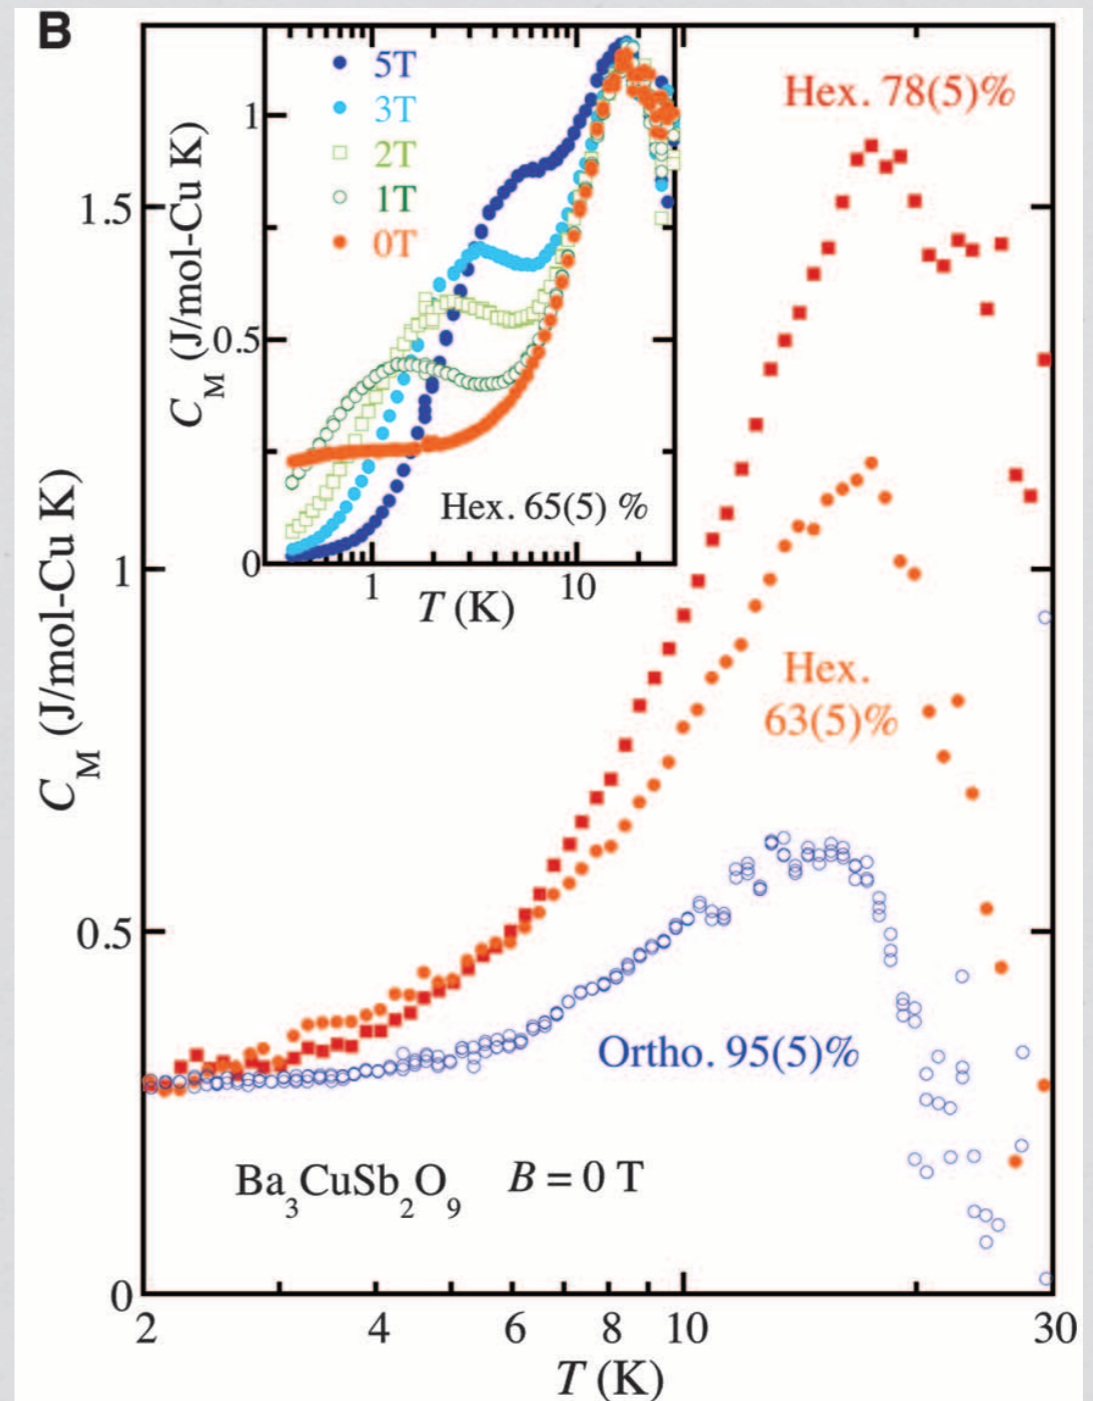 B
5T
3T
2T
1T
0T
Hex. 78(5)%
1
0.5
0
C_M (J/mol-Cu K)
Hex. 65(5) %
1 10
T (K)
1.5
1
0.5
0
C_M (J/mol-Cu K)
Hex.
63(5)%
Ortho. 95(5)%
Ba₃CuSb₂O₉ B = 0 T
2 4 6 8 10 30
T (K)